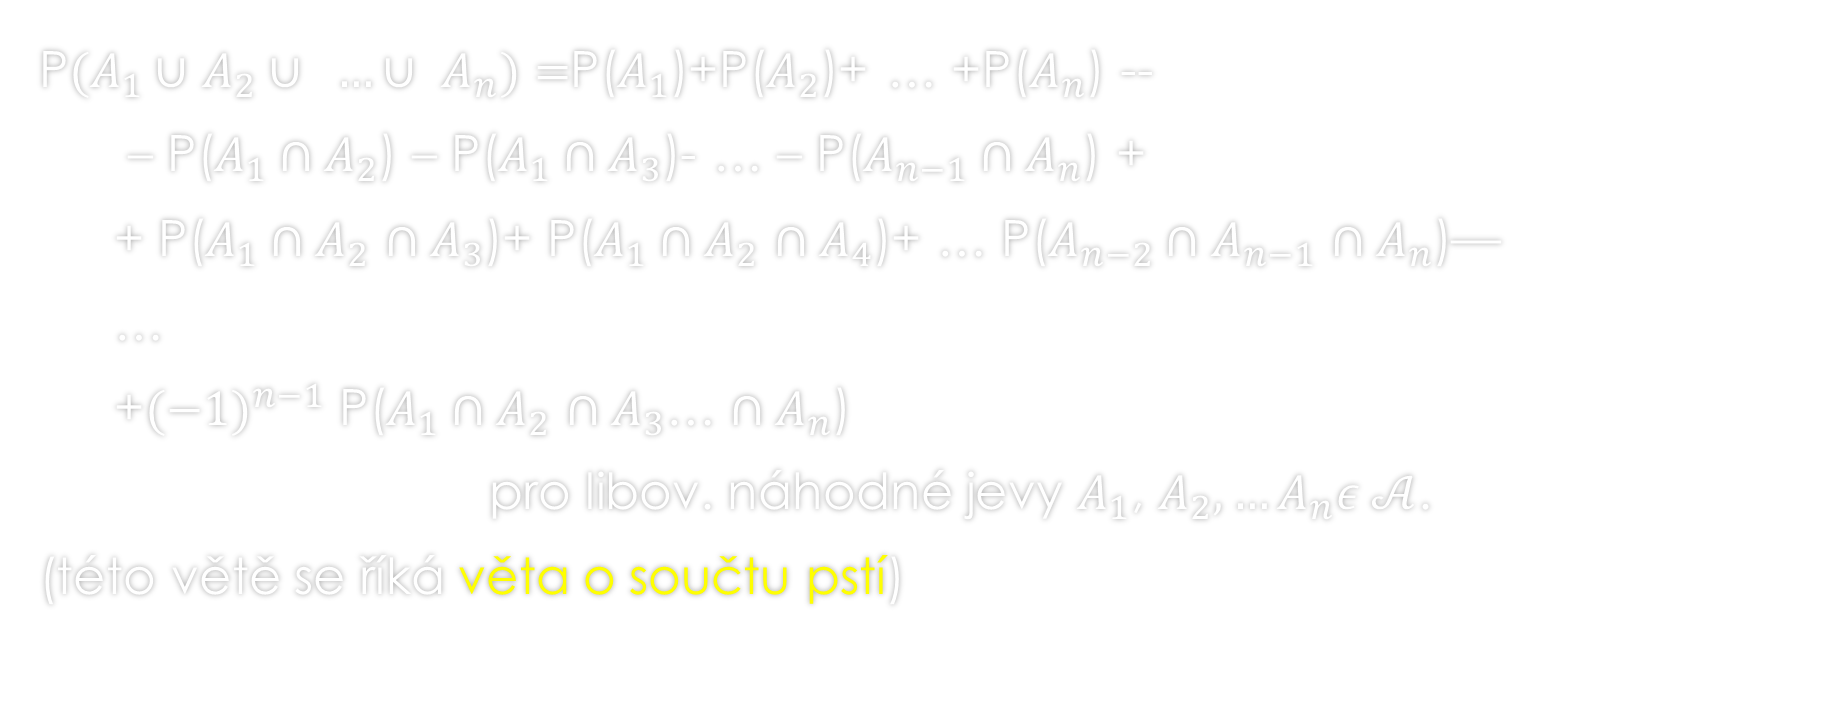 P(A₁ ∪ A₂ ∪ ...∪ Aₙ) =P(A₁)+P(A₂)+ … +P(Aₙ) --
– P(A₁ ∩ A₂) – P(A₁ ∩ A₃)- … – P(Aₙ₋₁ ∩ Aₙ) +
+ P(A₁ ∩ A₂ ∩ A₃)+ P(A₁ ∩ A₂ ∩ A₄)+ … P(Aₙ₋₂ ∩ Aₙ₋₁ ∩ Aₙ)—
…
+(−1)ⁿ⁻¹ P(A₁ ∩ A₂ ∩ A₃… ∩ Aₙ)
pro libov. náhodné jevy A₁, A₂, ... Aₙϵ 𝒜.
(této větě se říká věta o součtu pstí)